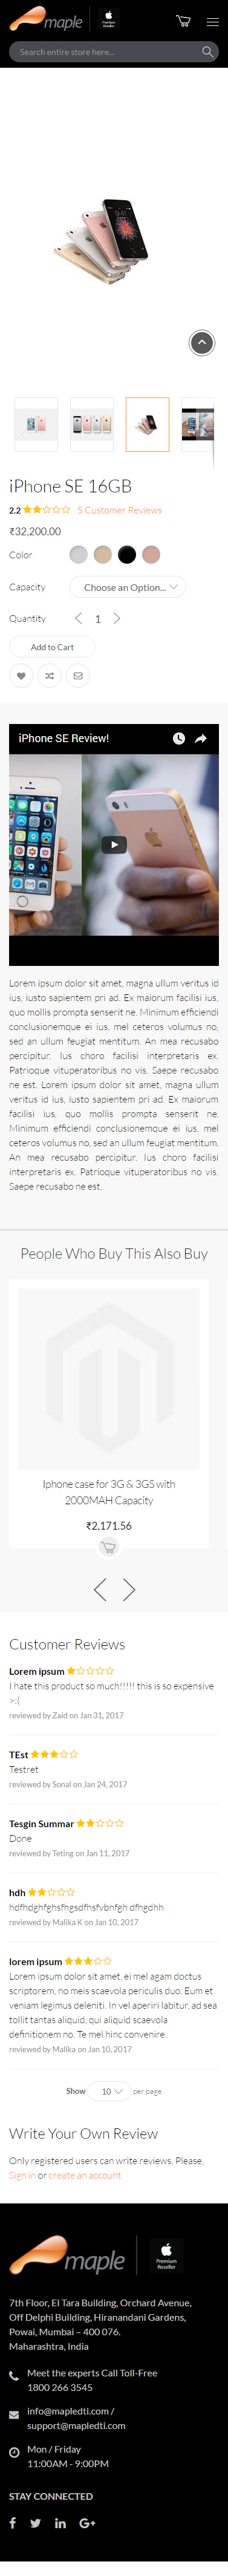 maple
Premium
Reseller
Search entire store here...
iPhone SE 16GB
2.2 5 Customer Reviews
₹32,200.00
Color
Capacity Choose an Option...
Quantity 1
Add to Cart
iPhone SE Review!
Lorem ipsum dolor sit amet, magna ullum veritus id
ius, iusto sapientem pri ad. Ex maiorum facilisi ius,
quo mollis prompta senserit ne. Minimum efficiendi
conclusionemque ei ius, mel ceteros volumus no,
sed an ullum feugiat mentitum. An mea recusabo
percipitur. Ius choro facilisi interpretaris ex.
Patrioque vituperatoribus no vis. Saepe recusabo
ne est. Lorem ipsum dolor sit amet, magna ullum
veritus id ius, iusto sapientem pri ad. Ex maiorum
facilisi ius, quo mollis prompta senserit ne.
Minimum efficiendi conclusionemque ei ius, mel
ceteros volumus no, sed an ullum feugiat mentitum.
An mea recusabo percipitur. Ius choro facilisi
interpretaris ex. Patrioque vituperatoribus no vis.
Saepe recusabo ne est.
People Who Buy This Also Buy
Iphone case for 3G & 3GS with
2000MAH Capacity
₹2,171.56
Customer Reviews
Lorem ipsum
I hate this product so much!!!!! this is so expensive
>:(
reviewed by Zaid on Jan 31, 2017
TEst
Testret
reviewed by Sonal on Jan 24, 2017
Tesgin Summar
Done
reviewed by Teting on Jan 11, 2017
hdh
hdfhdghfghsfhgsdfhsfvbnfgh dfhgdhh
reviewed by Malika K on Jan 10, 2017
lorem ipsum
Lorem ipsum dolor sit amet, ei mel agam doctus
scriptorem, no meis scaevola periculis duo. Eum et
veniam legimus deleniti. In vel aperiri labitur, ad sea
tollit tantas aliquid, qui aliquid scaevola
definitionem no. Te mel hinc convenire.
reviewed by Malika on Jan 10, 2017
Show 10 per page
Write Your Own Review
Only registered users can write reviews. Please,
Sign in or create an account
maple
Premium
Reseller
7th Floor, El Tara Building, Orchard Avenue,
Off Delphi Building, Hiranandani Gardens,
Powai, Mumbai – 400 076.
Maharashtra, India
Meet the experts Call Toll-Free
1800 266 3545
info@mapledti.com /
support@mapledti.com
Mon / Friday
11:00AM - 9:00PM
STAY CONNECTED